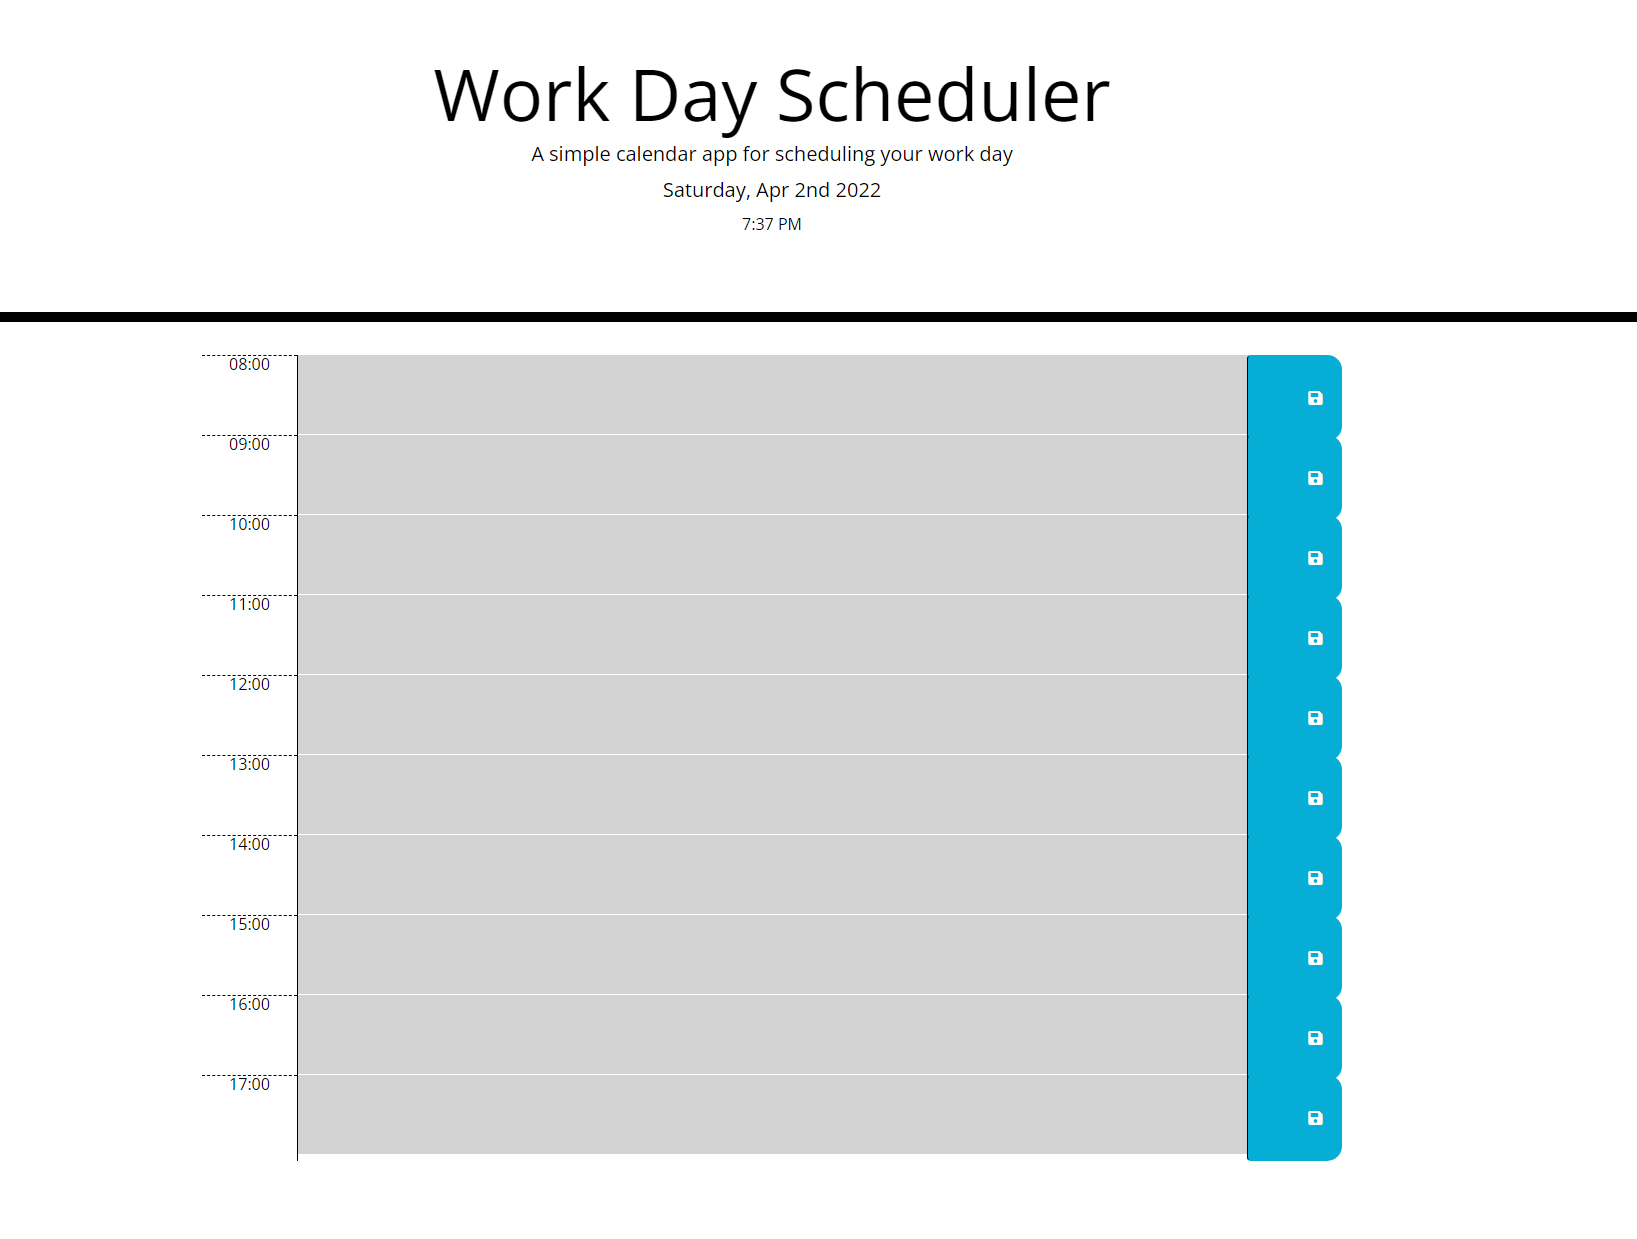 Work Day Scheduler
A simple calendar app for scheduling your work day
Saturday, Apr 2nd 2022
7:37 PM
08:00
09:00
10:00
11:00
12:00
13:00
14:00
15:00
16:00
17:00